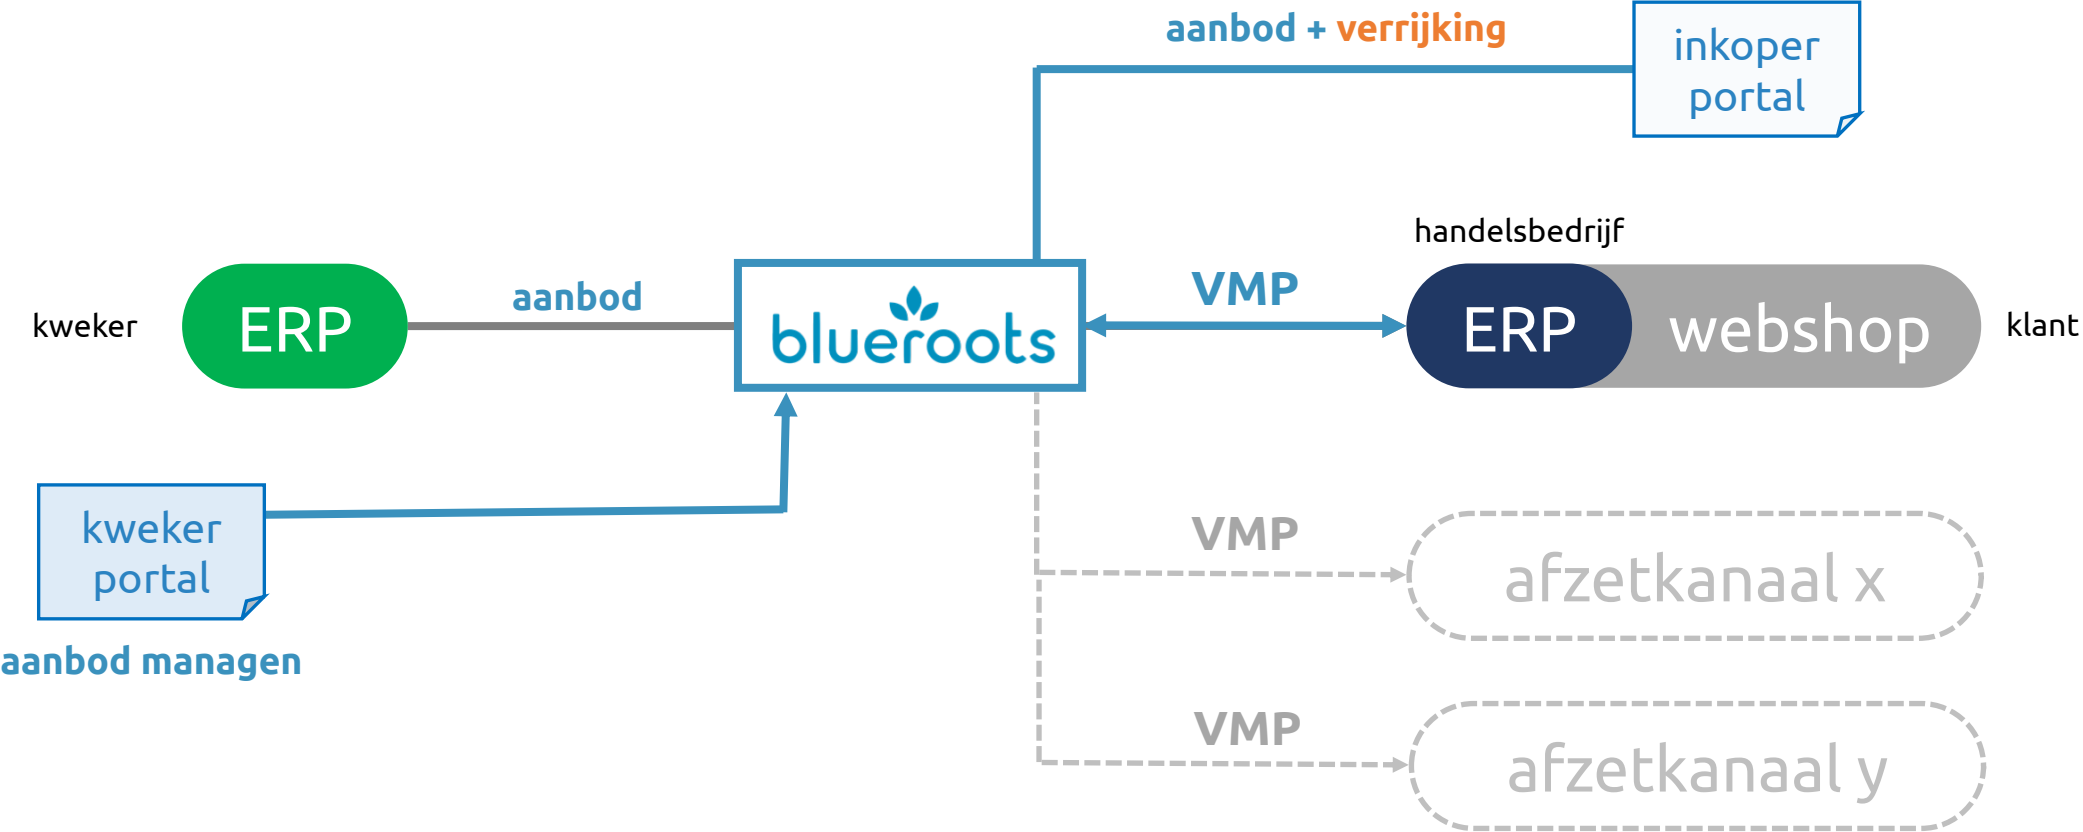 aanbod + verrijking
inkoper
portal
handelsbedrijf
kweker
ERP
aanbod
blueroots
VMP
ERP
webshop
klant
kweker
portal
aanbod managen
VMP
afzetkanaal x
VMP
afzetkanaal y